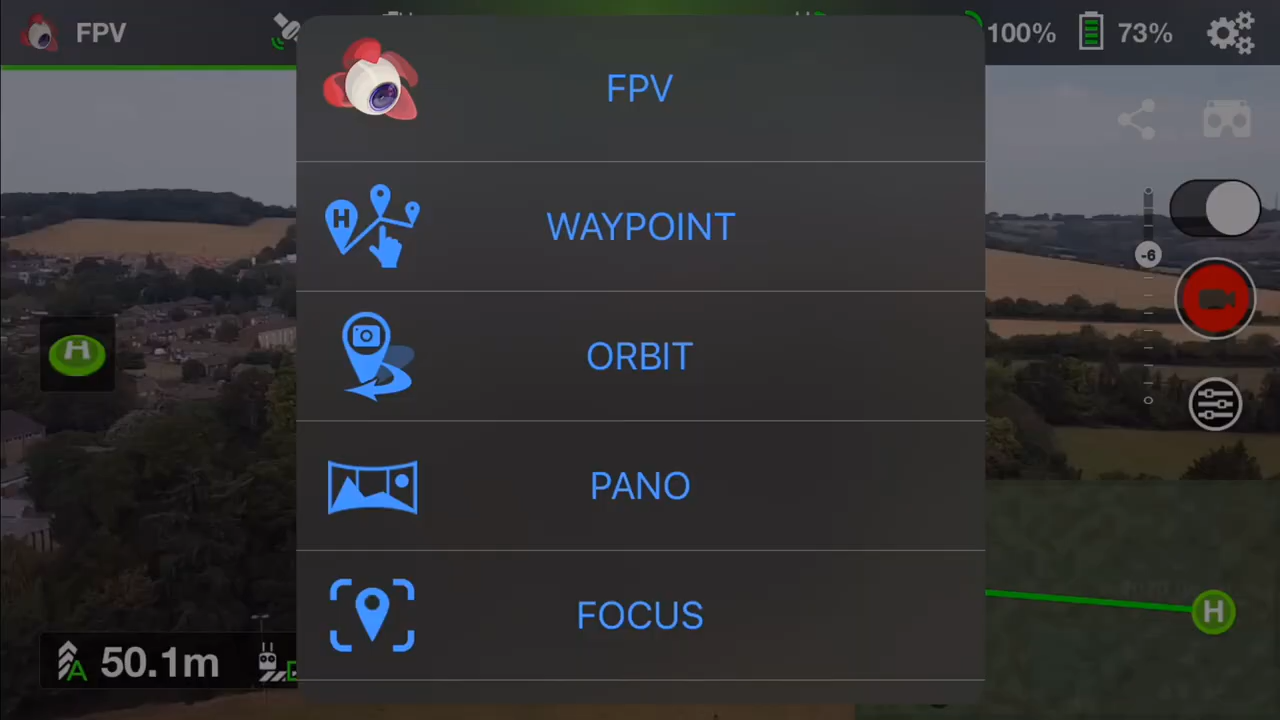 FPV
100%
73%
FPV
H
WAYPOINT
ORBIT
-6
H
PANO
FOCUS
H
A
50.1m